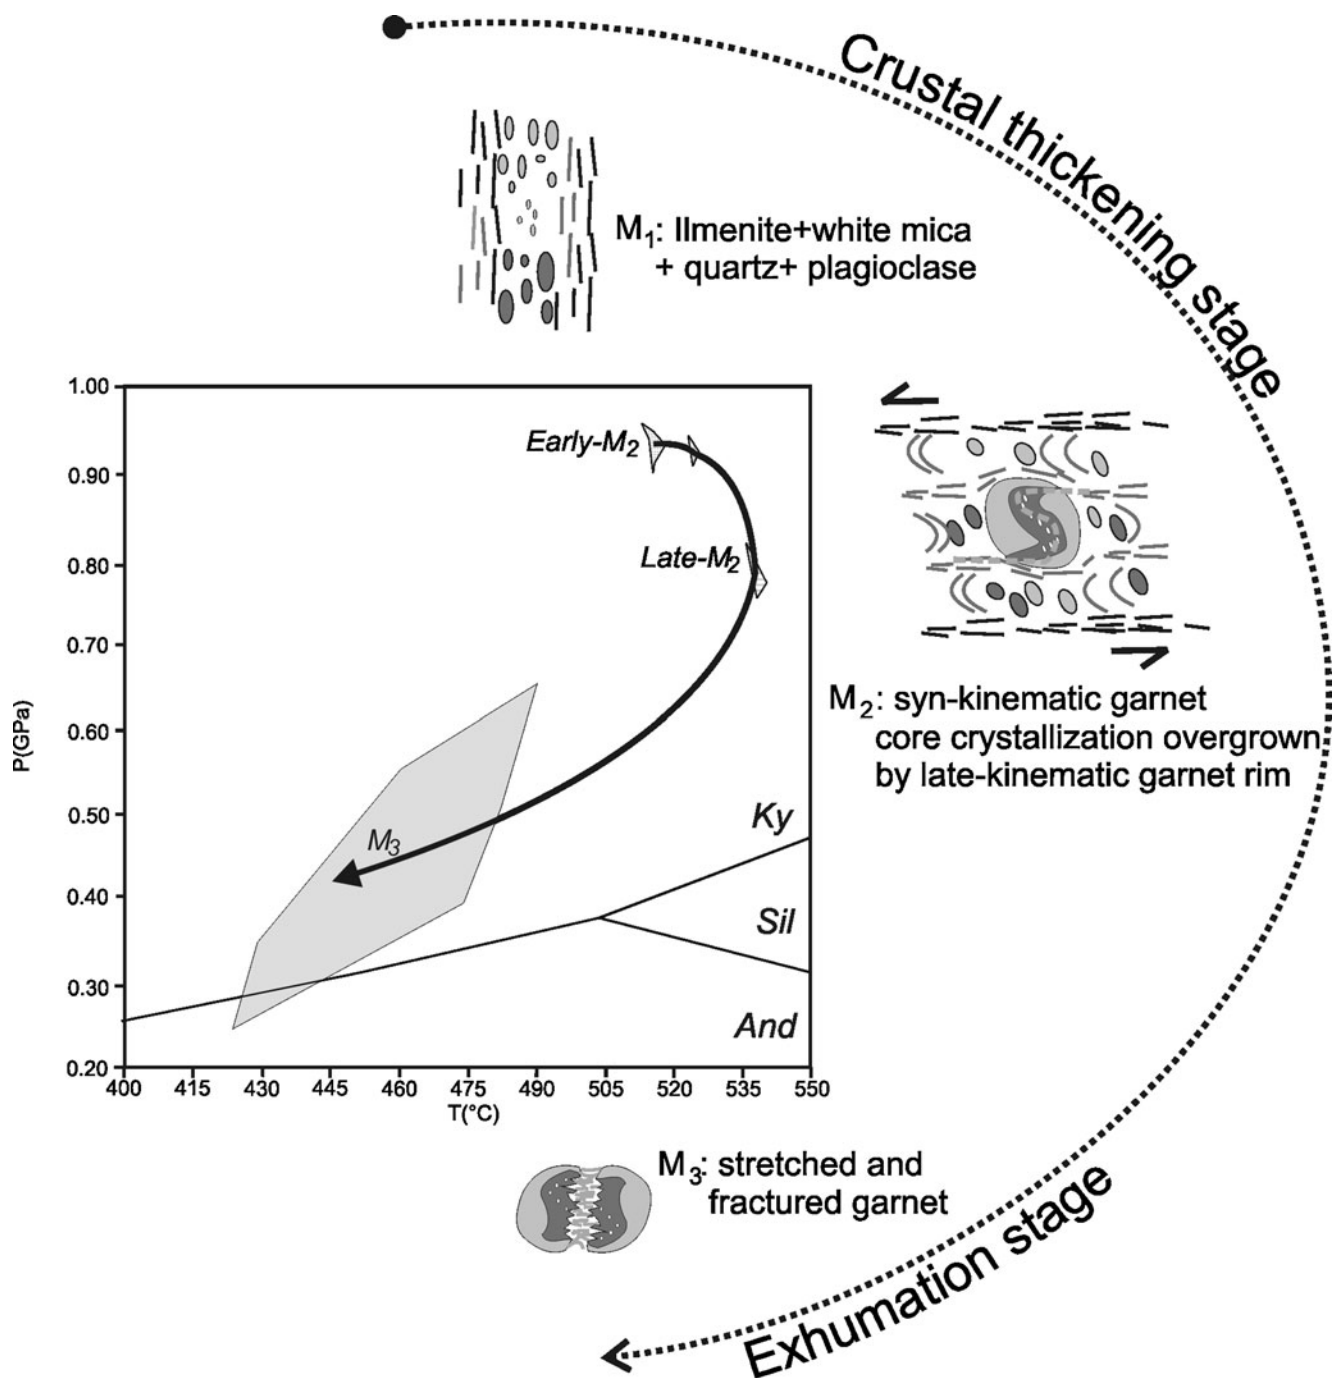 Crustal thickening stage
M1: Ilmenite+white mica
+ quartz+ plagioclase
1.00
0.90
0.80
0.70
0.60
0.50
0.40
0.30
0.20
P(GPa)
Early-M2
Late-M2
M3
Ky
Sil
And
400 415 430 445 460 475 490 505 520 535 550
T(°C)
M2: syn-kinematic garnet
core crystallization overgrown
by late-kinematic garnet rim
M3: stretched and
fractured garnet
Exhumation stage